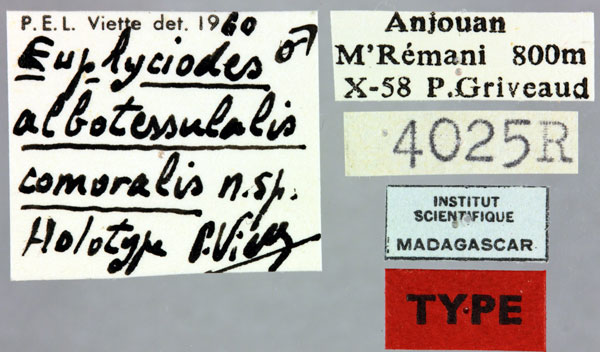 P.E.L. Viette det. 1960
Euplyciodes ♂
albotessulalis
comoralis n.sp.
Holotype P. Viette
Anjouan
M'Rémani 800m
X-58 P.Griveaud
4025R
INSTITUT
SCIENTIFIQUE
MADAGASCAR
TYPE